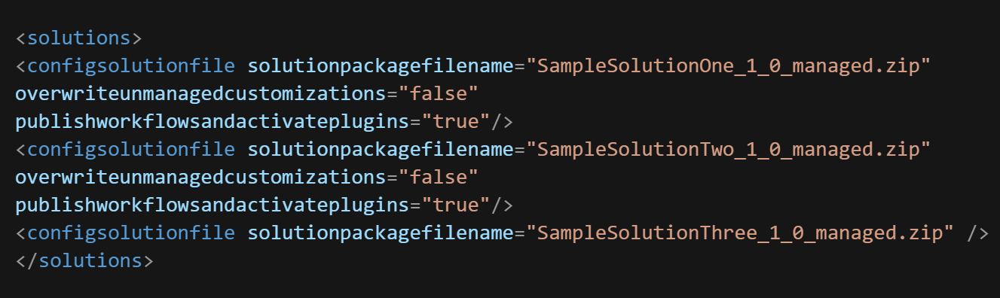 <solutions>
<configsolutionfile solutionpackagefilename="SampleSolutionOne_1_0_managed.zip"
overwriteunmanagedcustomizations="false"
publishworkflowsandactivateplugins="true"/>
<configsolutionfile solutionpackagefilename="SampleSolutionTwo_1_0_managed.zip"
overwriteunmanagedcustomizations="false"
publishworkflowsandactivateplugins="true"/>
<configsolutionfile solutionpackagefilename="SampleSolutionThree_1_0_managed.zip" />
</solutions>